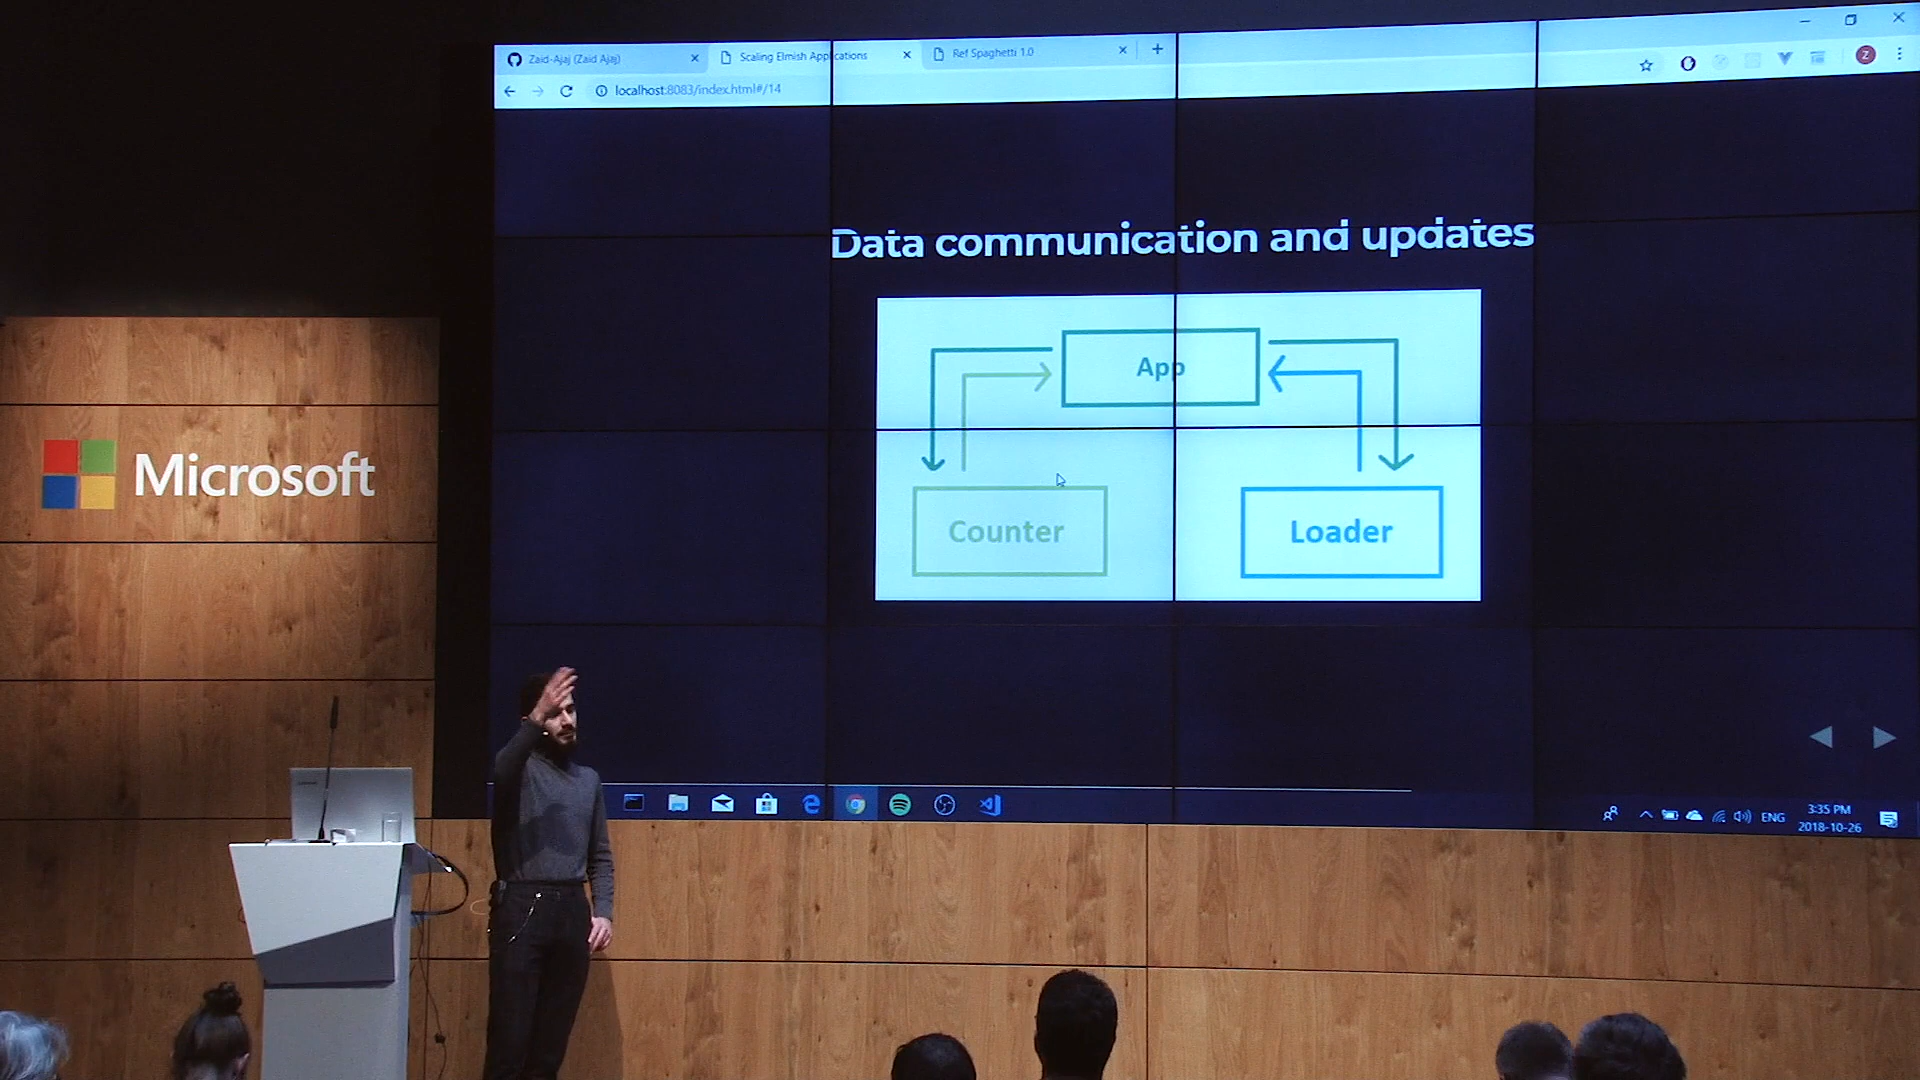 Zaid-Ajaj (Zaid Ajaj)
Scaling Elmish Applications
Ref Spaghetti 1.0
localhost:8083/index.html#/14
Z
Data communication and updates
App
Counter
Loader
Microsoft
ENG
3:35 PM
2018-10-26